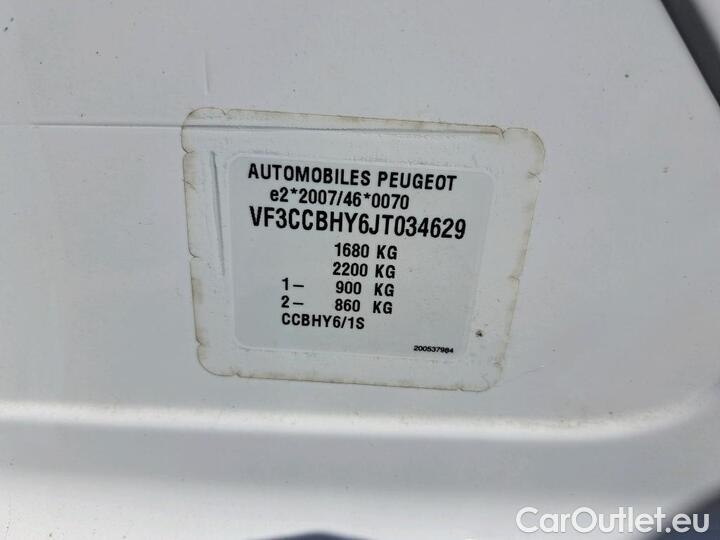 AUTOMOBILES PEUGEOT
e2*2007/46*0070
VF3CCBHY6JT034629
1680 KG
2200 KG
1- 900 KG
2- 860 KG
CCBHY6/1S
200537984
CarOutlet.eu